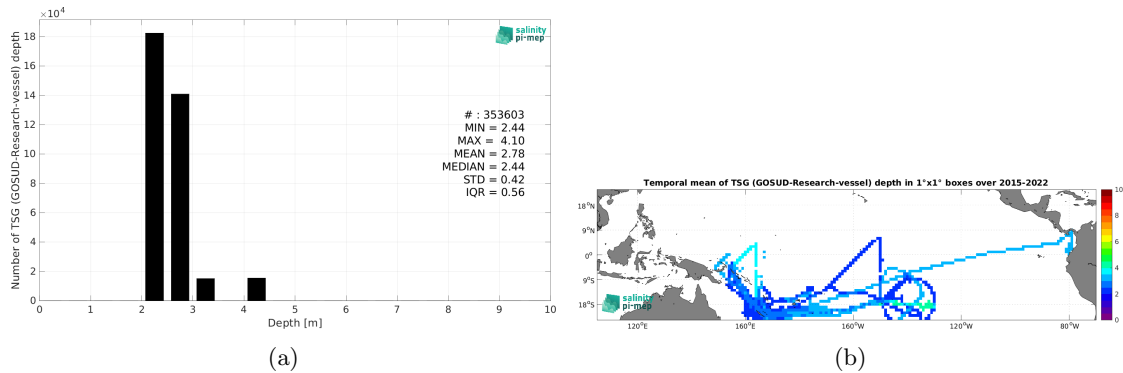 ×10⁴
18
16
14
12
10
8
6
4
2
0
Number of TSG (GOSUD-Research-vessel) depth
0 1 2 3 4 5 6 7 8 9 10
Depth [m]
salinity
pi-mep
# : 353603
MIN = 2.44
MAX = 4.10
MEAN = 2.78
MEDIAN = 2.44
STD = 0.42
IQR = 0.56
(a)
Temporal mean of TSG (GOSUD-Research-vessel) depth in 1°x1° boxes over 2015-2022
18°N
9°N
0°
9°S
18°S
120°E 160°E 160°W 120°W 80°W
salinity
pi-mep
10
8
6
4
2
0
(b)